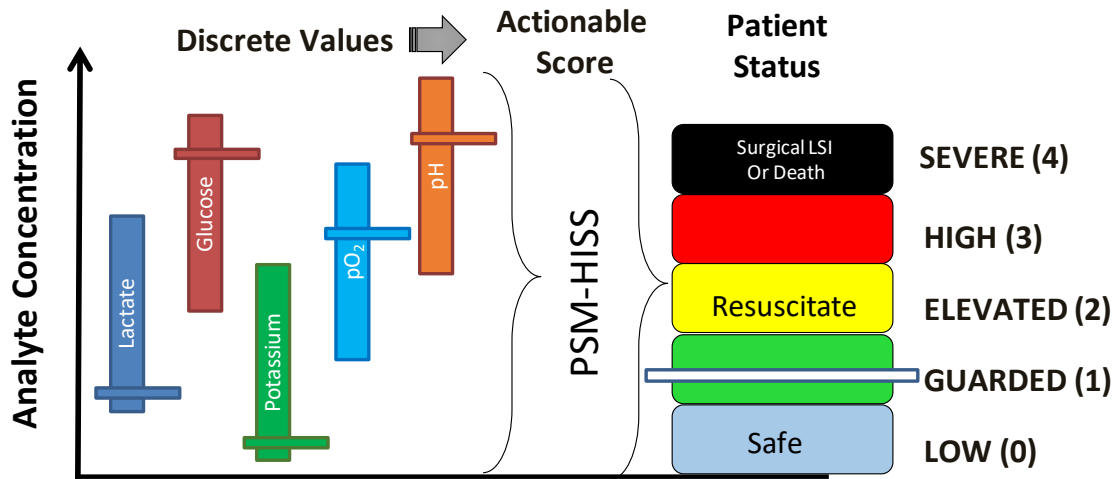 Discrete Values
Actionable
Score
Patient
Status
Analyte Concentration
Lactate
Glucose
Potassium
pO₂
pH
PSM-HISS
Surgical LSI
Or Death
Resuscitate
Safe
SEVERE (4)
HIGH (3)
ELEVATED (2)
GUARDED (1)
LOW (0)